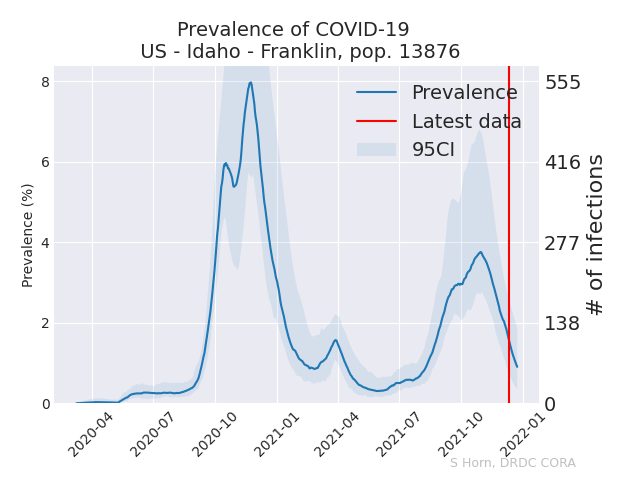 Prevalence of COVID-19
US - Idaho - Franklin, pop. 13876
Prevalence (%)
8
6
4
2
0
555
416
277
138
0
# of infections
Prevalence
Latest data
95CI
2020-04
2020-07
2020-10
2021-01
2021-04
2021-07
2021-10
2022-01
S Horn, DRDC CORA